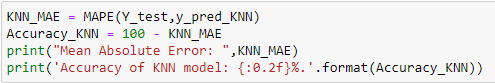 KNN_MAE = MAPE(Y_test,y_pred_KNN)
Accuracy_KNN = 100 - KNN_MAE
print("Mean Absolute Error: ",KNN_MAE)
print('Accuracy of KNN model: {:0.2f}%.'.format(Accuracy_KNN))